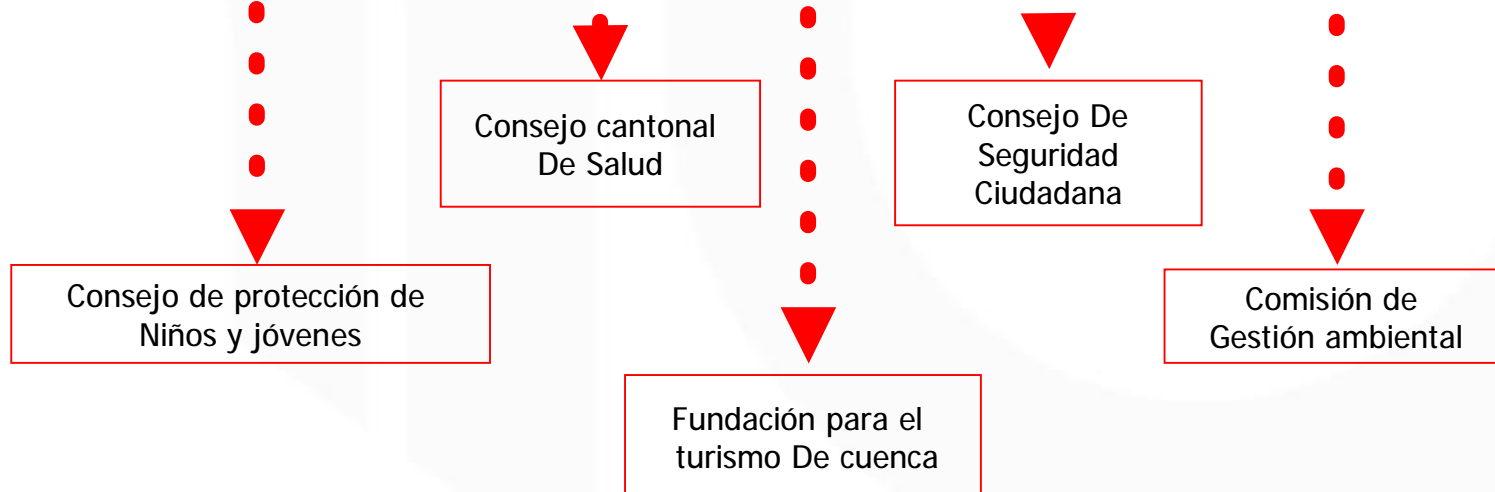 Consejo cantonal
De Salud
Consejo De
Seguridad
Ciudadana
Consejo de protección de
Niños y jóvenes
Comisión de
Gestión ambiental
Fundación para el
turismo De cuenca